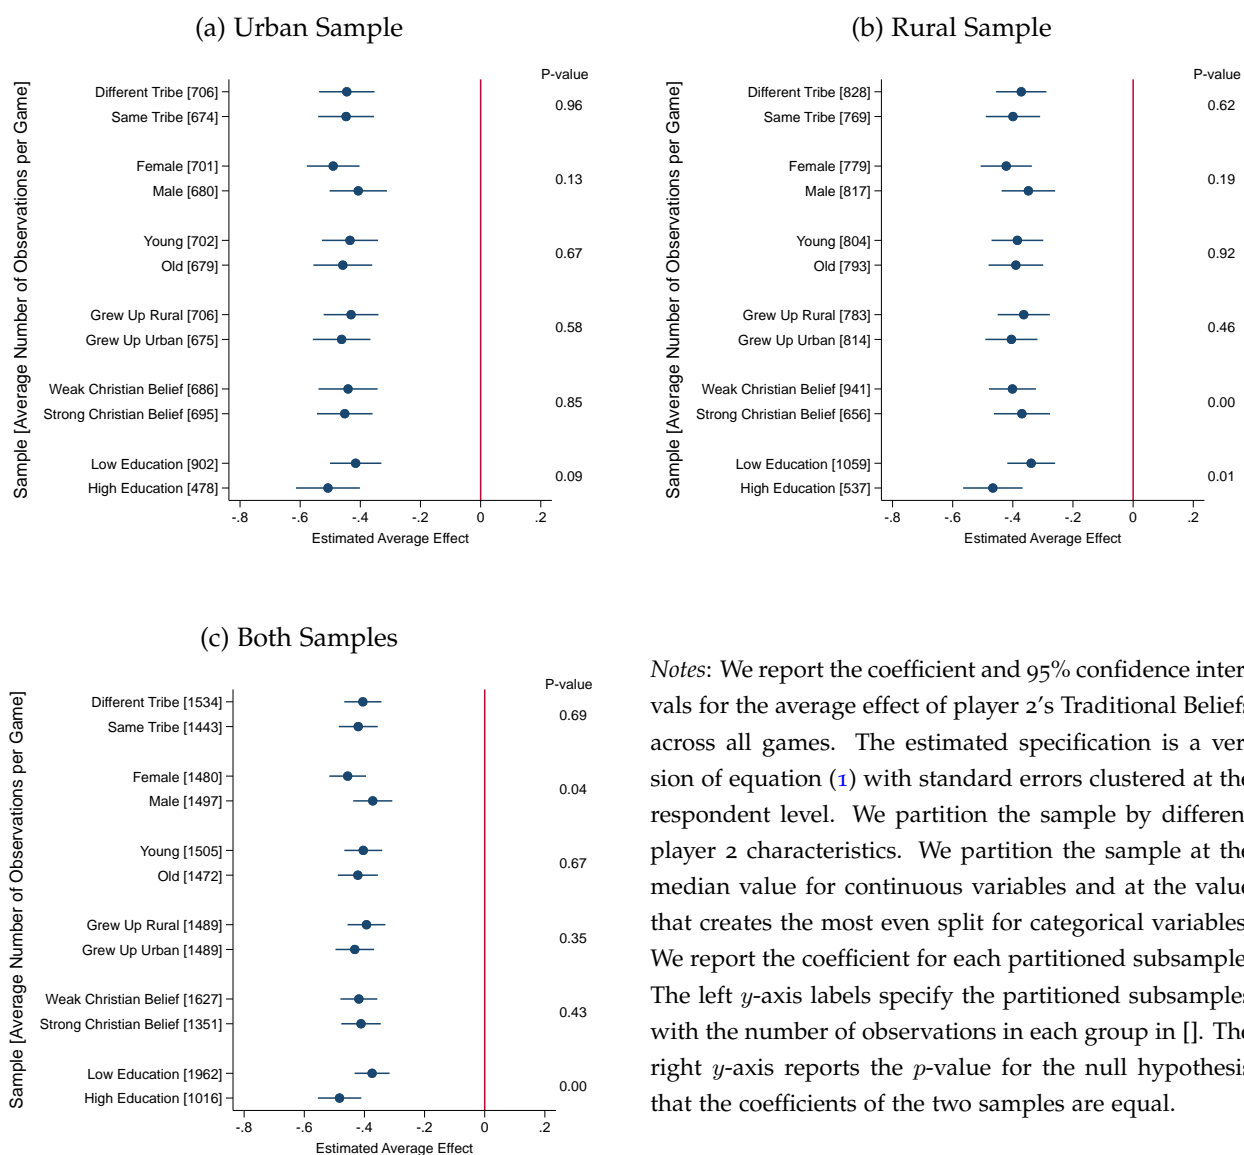 (a) Urban Sample
P-value
Sample [Average Number of Observations per Game]
Different Tribe [706]
0.96
Same Tribe [674]
Female [701]
0.13
Male [680]
Young [702]
0.67
Old [679]
Grew Up Rural [706]
0.58
Grew Up Urban [675]
Weak Christian Belief [686]
0.85
Strong Christian Belief [695]
Low Education [902]
0.09
High Education [478]
-.8 -.6 -.4 -.2 0 .2
Estimated Average Effect
(b) Rural Sample
P-value
Sample [Average Number of Observations per Game]
Different Tribe [828]
0.62
Same Tribe [769]
Female [779]
0.19
Male [817]
Young [804]
0.92
Old [793]
Grew Up Rural [783]
0.46
Grew Up Urban [814]
Weak Christian Belief [941]
0.00
Strong Christian Belief [656]
Low Education [1059]
0.01
High Education [537]
-.8 -.6 -.4 -.2 0 .2
Estimated Average Effect
(c) Both Samples
P-value
Sample [Average Number of Observations per Game]
Different Tribe [1534]
0.69
Same Tribe [1443]
Female [1480]
0.04
Male [1497]
Young [1505]
0.67
Old [1472]
Grew Up Rural [1489]
0.35
Grew Up Urban [1489]
Weak Christian Belief [1627]
0.43
Strong Christian Belief [1351]
Low Education [1962]
0.00
High Education [1016]
-.8 -.6 -.4 -.2 0 .2
Estimated Average Effect
Notes: We report the coefficient and 95% confidence inter
vals for the average effect of player 2's Traditional Beliefs
across all games. The estimated specification is a ver
sion of equation (1) with standard errors clustered at the
respondent level. We partition the sample by different
player 2 characteristics. We partition the sample at the
median value for continuous variables and at the value
that creates the most even split for categorical variables
We report the coefficient for each partitioned subsample
The left y-axis labels specify the partitioned subsamples
with the number of observations in each group in []. The
right y-axis reports the p-value for the null hypothesis
that the coefficients of the two samples are equal.